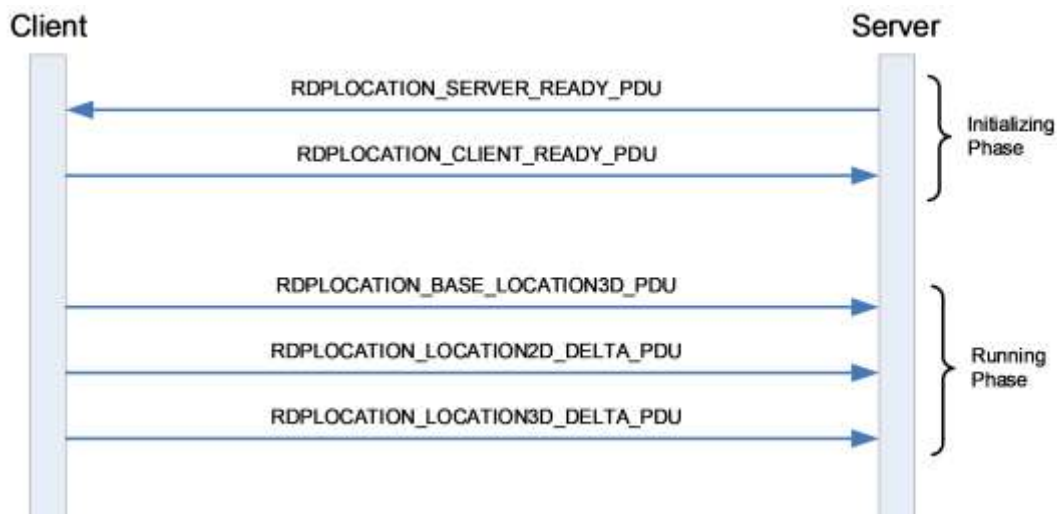 Client
Server
RDPLOCATION_SERVER_READY_PDU
RDPLOCATION_CLIENT_READY_PDU
Initializing
Phase
RDPLOCATION_BASE_LOCATION3D_PDU
RDPLOCATION_LOCATION2D_DELTA_PDU
RDPLOCATION_LOCATION3D_DELTA_PDU
Running
Phase